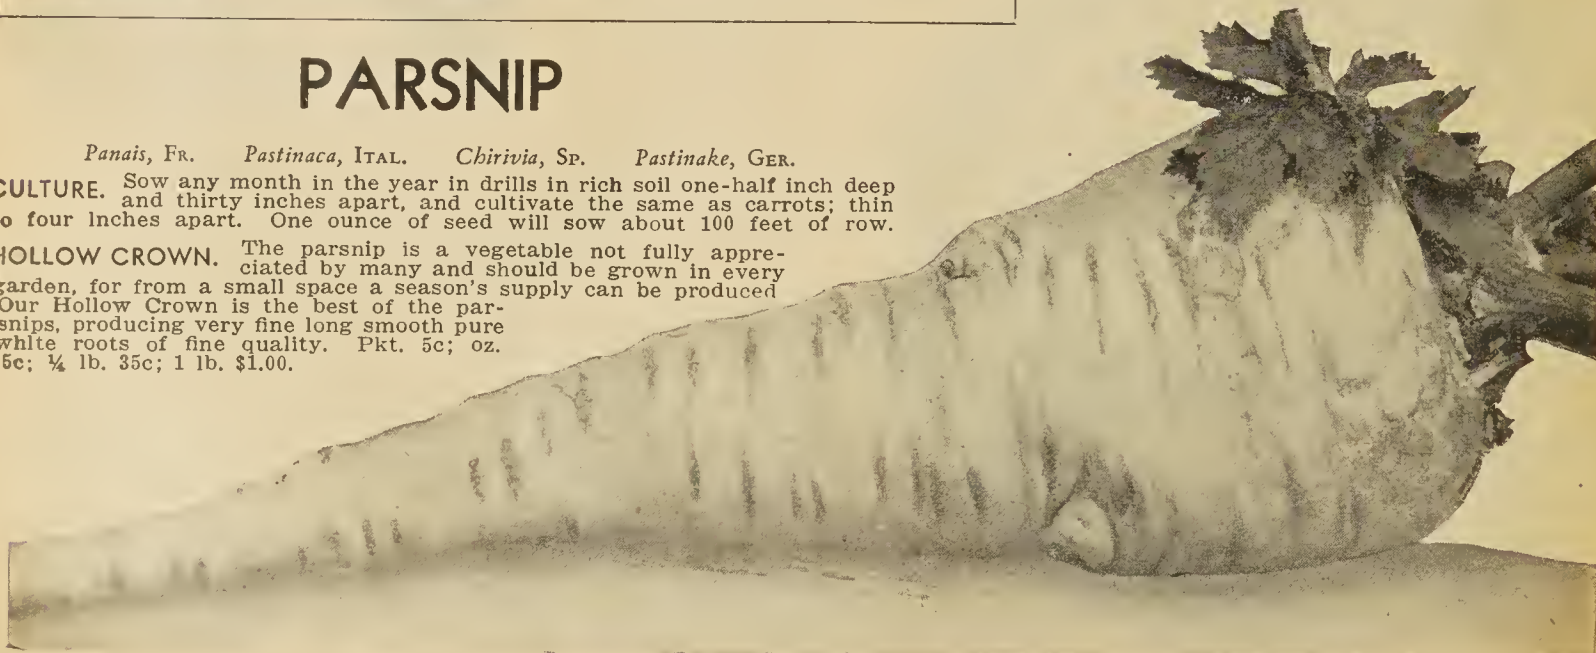 PARSNIP
Panais, FR. Pastinaca, ITAL. Chirivia, SP. Pastinake, GER.
CULTURE. Sow any month in the year in drills in rich soil one-half inch deep
and thirty inches apart, and cultivate the same as carrots; thin
o four inches apart. One ounce of seed will sow about 100 feet of row.
HOLLOW CROWN. The parsnip is a vegetable not fully appre-
ciated by many and should be grown in every
garden, for from a small space a season's supply can be produced
Our Hollow Crown is the best of the par-
snips, producing very fine long smooth pure
white roots of fine quality. Pkt. 5c; oz.
5c; ¼ lb. 35c; 1 lb. $1.00.